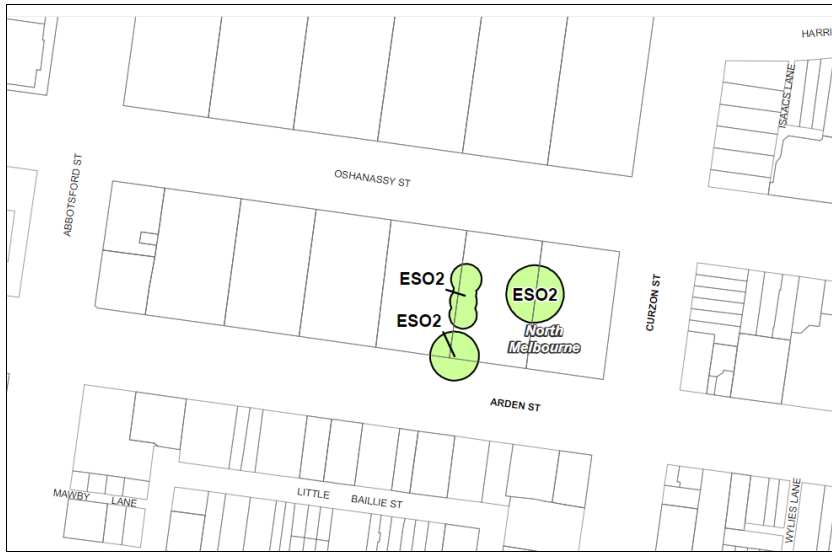 HARRI
ISAACS LANE
OSHANASSY ST
ABBOTSFORD ST
ESO2
ESO2
ESO2
CURZON ST
North
Melbourne
ARDEN ST
LITTLE BAILLIE ST
MAWBY LANE
WYLIES LANE